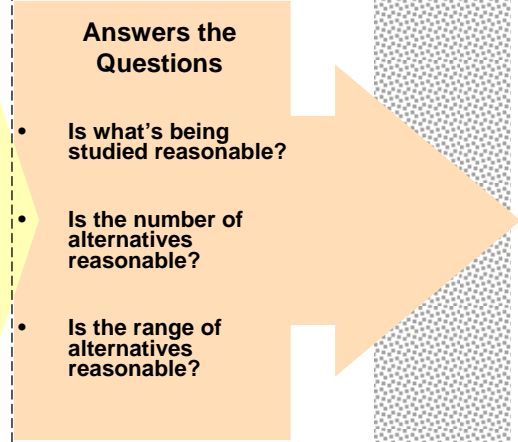 Answers the
Questions
• Is what's being
studied reasonable?
• Is the number of
alternatives
reasonable?
• Is the range of
alternatives
reasonable?